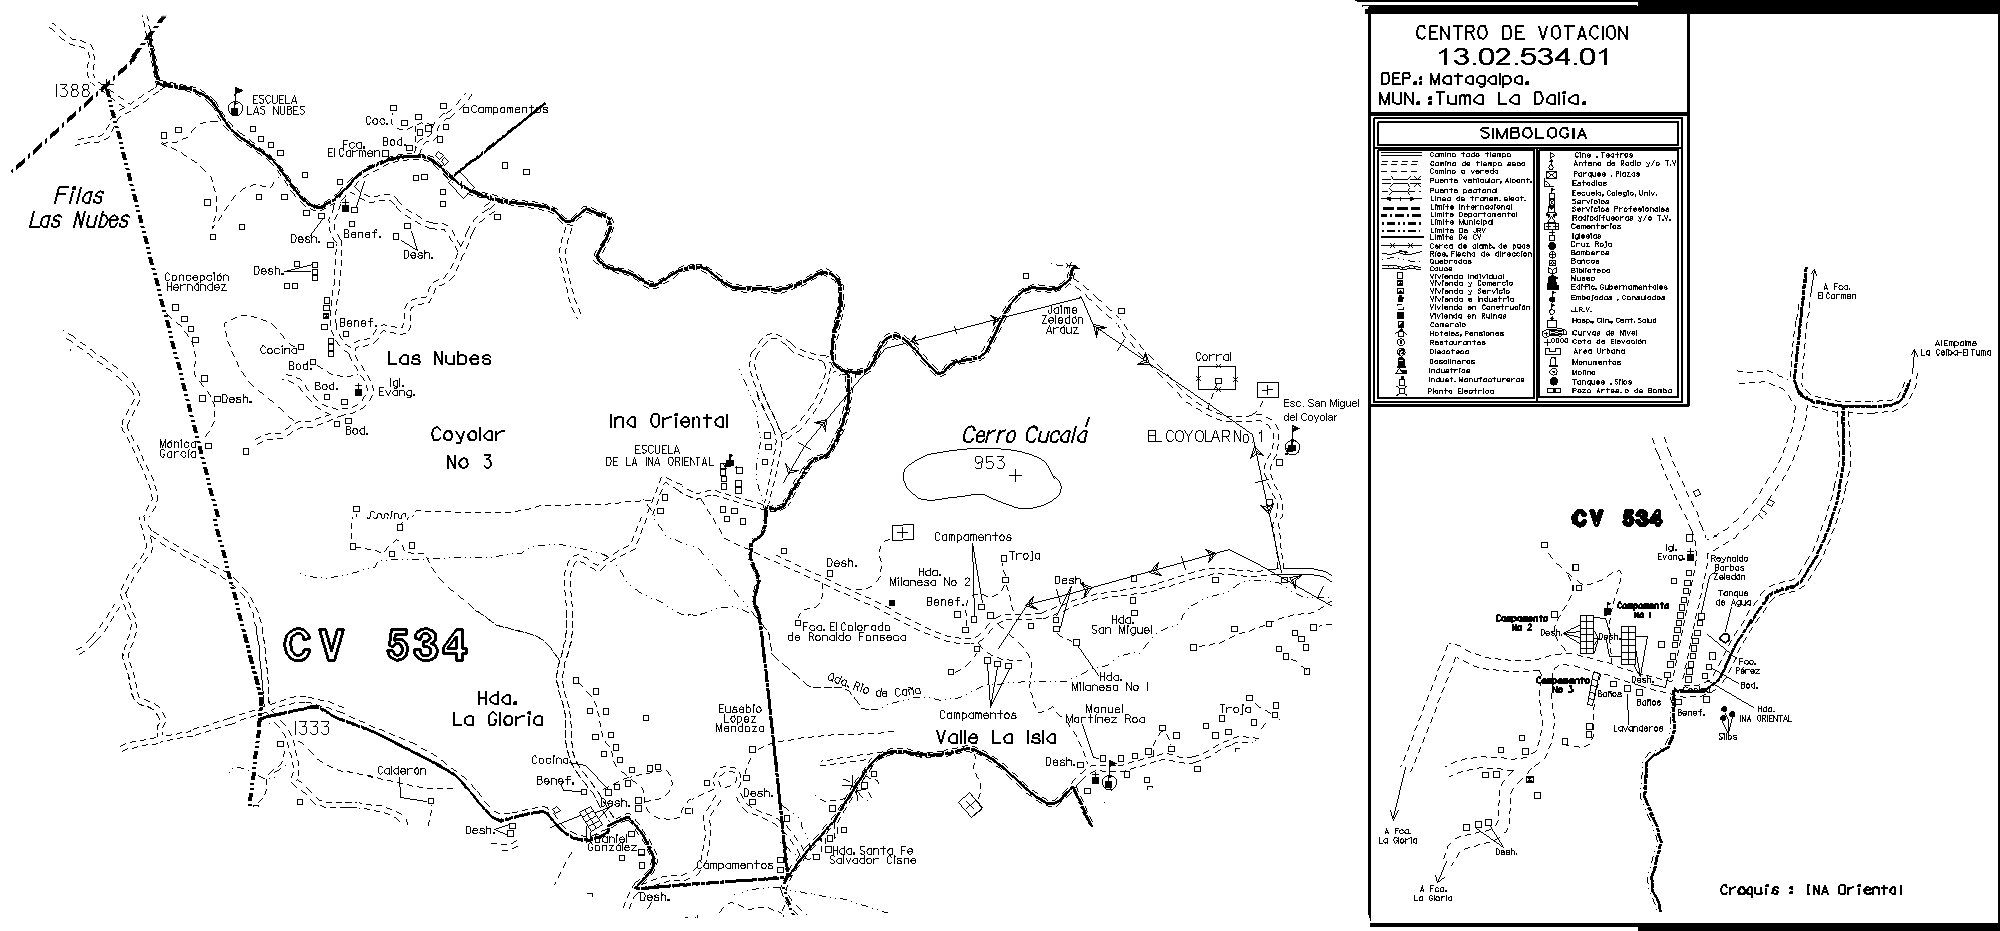 CENTRO DE VOTACION
13.02.534.01
DEP.: Matagalpa.
MUN.:Tuma La Dalia.
SIMBOLOGIA
Camino todo tiempo
Camino de tiempo seco
Camino o vereda
Puente vehicular, Alcant.
Puente peatonal
Linea de transm. elect.
Limite Internacional
Limite Departamental
Limite Municipal
Limite De JRV
Limite De CV
Cerca de alamb. de puas
Rios, Flecha de direccion
Quebradas
Cauce
Vivienda Individual
Vivienda y Comercio
Vivienda y Servicio
Vivienda e Industria
Vivienda en Construcion
Vivienda en Ruinas
Comercio
Hoteles, Pensiones
Restaurantes
Discoteca
Gasolineras
Industrias
Indust. Manufactureras
Planta Electrica
Cine . Teatros
Antena de Radio y/o T.V
Parques . Plazas
Estadios
Escuela, Colegio, Univ.
Servicios
Servicios Profesionales
Radiodifusoras y/o T.V.
Cementerios
Iglesias
Cruz Roja
Bomberos
Bancos
Biblioteca
Museo
Edific. Gubernamentales
Embajadas , Consulados
J.R.V.
Hosp., Clin., Cent. Salud
Curvas de Nivel
Cota de Elevación
Area Urbana
Monumentos
Molino
Tanques . Silos
Pozo Artes. o de Bomba
1388
Filas
Las Nubes
ESCUELA
LAS NUBES
Coc.
Campamentos
Fca.
El Carmen
Bod.
Desh.
Benef.
Desh.
Desh.
Concepción
Hernández
Benef.
Cocina
Bod.
Bod.
Igl.
Evang.
Bod.
Desh.
Las Nubes
Mónica
García
Coyolar
No 3
Ina Oriental
ESCUELA
DE LA INA ORIENTAL
Jaime
Zeledón
Arduz
Corral
Esc. San Miguel
del Coyolar
EL COYOLAR No 1
Cerro Cucalá
953
Cocina
Campamentos
Troja
Desh.
Hda.
Milanesa No 2
Benef.
Desh.
Fca. El Colorado
de Ronaldo Fonseca
Hda.
San Miguel
Hda.
Milanesa No 1
Qda. Río de Caña
Campamentos
Manuel
Martínez Roa
Troja
Valle La Isla
Desh.
CV 534
Hda.
La Gloria
1333
Calderón
Eusebio
López
Mendoza
Cocina
Benef.
Desh.
Desh.
Desh.
Daniel
González
Campamentos
Desh.
Hda. Santa Fe
Salvador Cisne
A Fca.
El Carmen
Al Empalme
La Ceiba-El Tuma
CV 534
Igl.
Evang.
Reynaldo
Barbos
Zeledón
Tanque
de Agua
Campamento
No 1
Campamento
No 2
Desh.
Desh.
Campamento
No 3
Desh.
Baños
Baños
Lavanderos
Fca.
Pérez
Bod.
Hda.
INA ORIENTAL
Benef.
Silos
A Fca.
La Gloria
Desh.
A Fca.
La Gloria
Croquis : INA Oriental